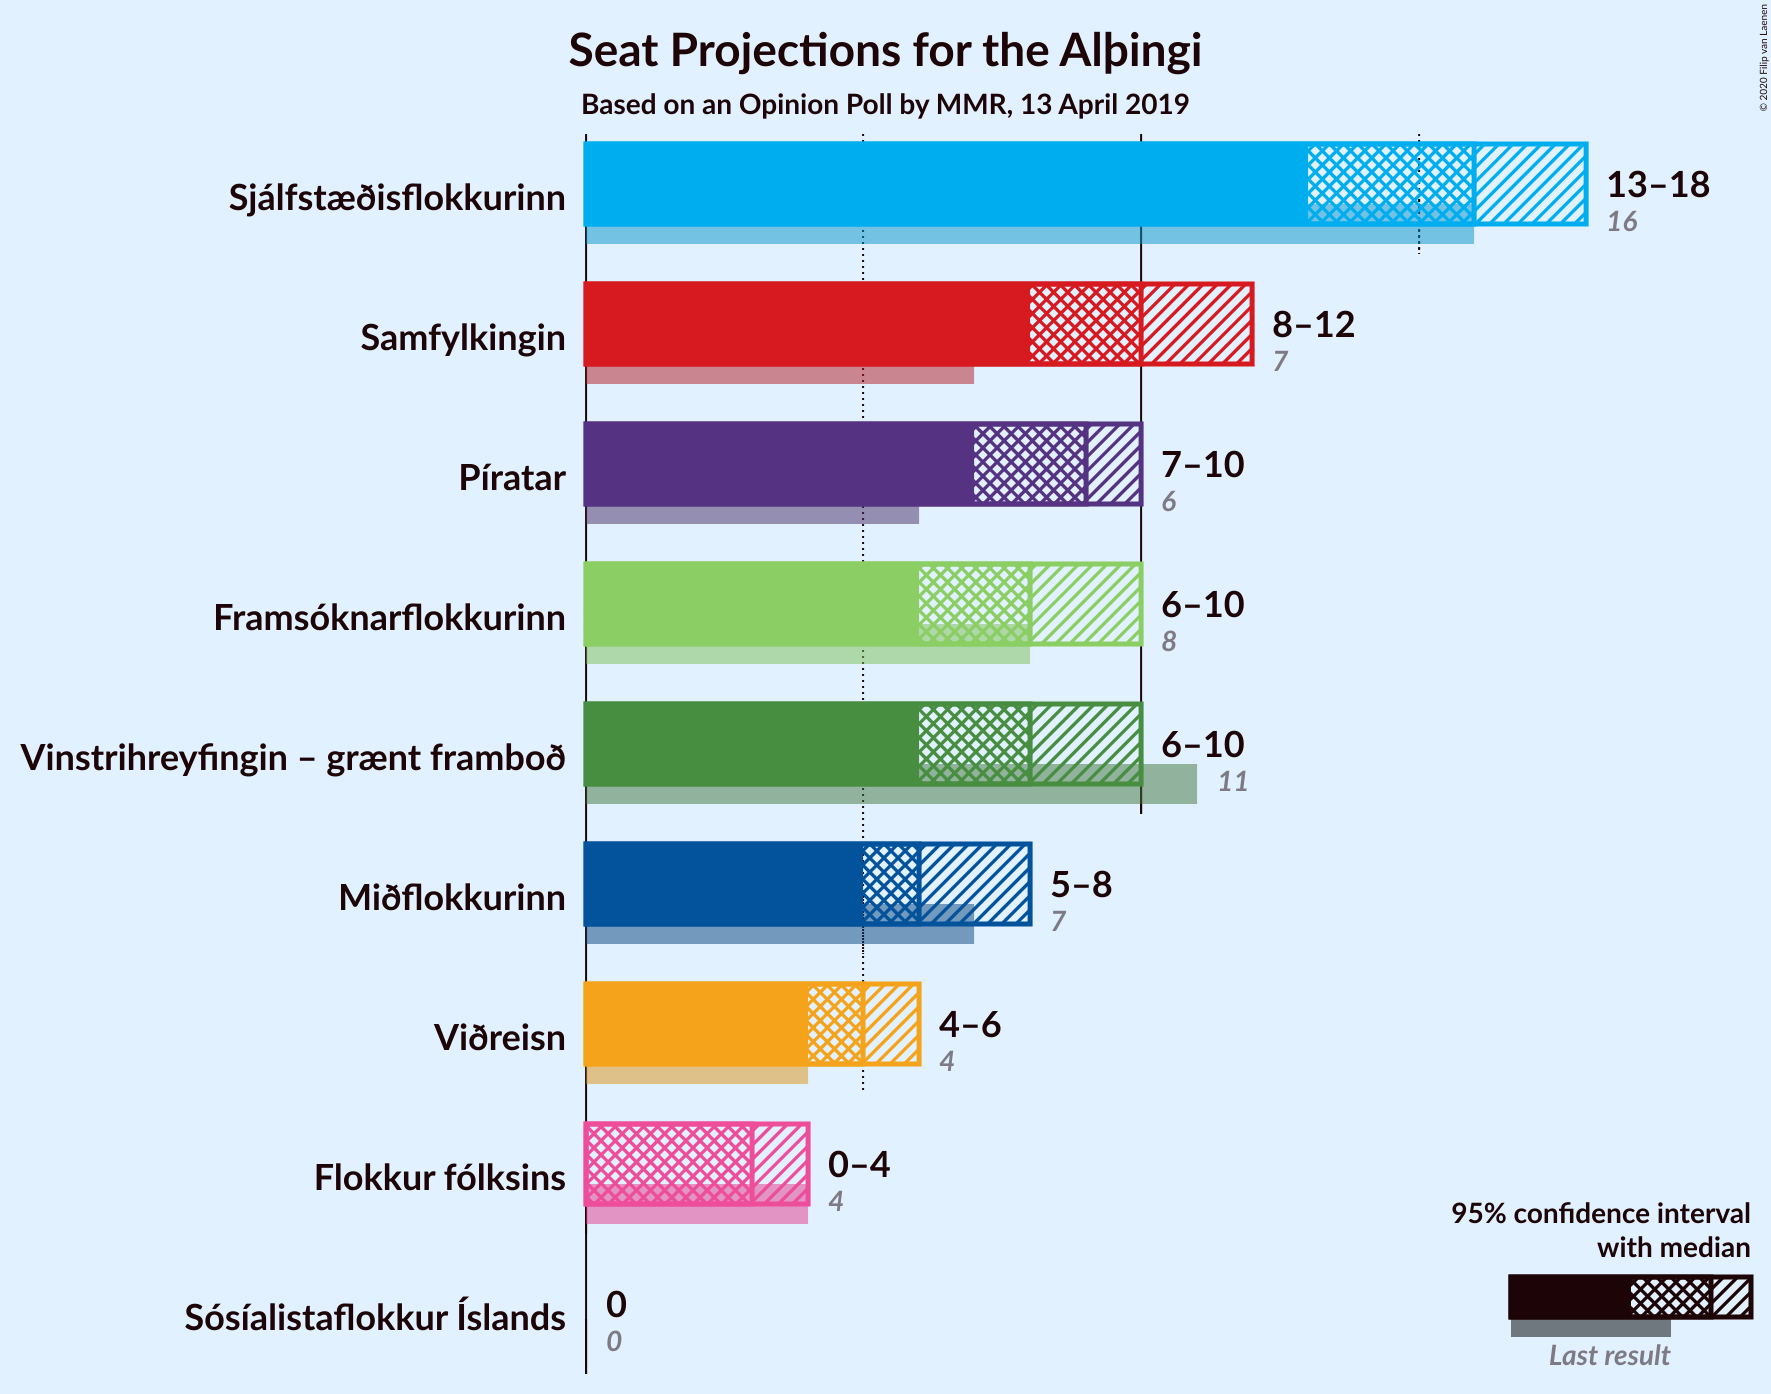 Seat Projections for the Alþingi
Based on an Opinion Poll by MMR, 13 April 2019
© 2020 Filip van Laenen
Sjálfstæðisflokkurinn
13–18
16
Samfylkingin
8–12
7
Píratar
7–10
6
Framsóknarflokkurinn
6–10
8
Vinstrihreyfingin – grænt framboð
6–10
11
Miðflokkurinn
5–8
7
Viðreisn
4–6
4
Flokkur fólksins
0–4
4
Sósíalistaflokkur Íslands
0
0
95% confidence interval
with median
Last result